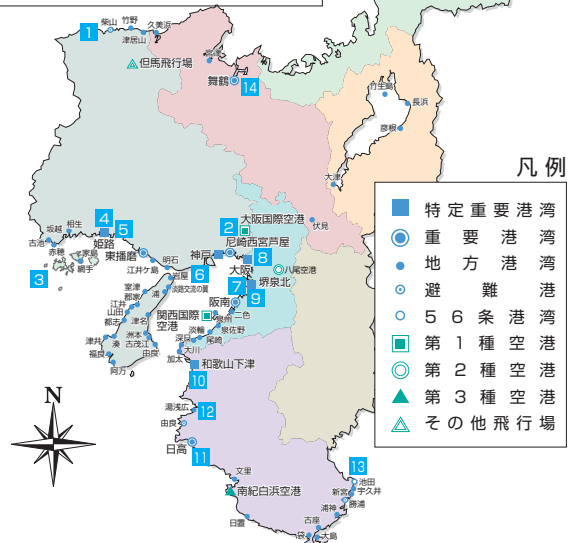 1
柴山
竹野
久美浜
津居山
但馬飛行場
宮津
舞鶴
14
竹生島
長浜
彦根
大津
凡例
特定重要港湾
重要港湾
地方港湾
避難港
56条港湾
第1種空港
第2種空港
第3種空港
その他飛行場
4
5
坂越
相生
古池
赤穂
姫路
家島
網手
3
東播磨
江井ケ島
明石
神戸
6
2
大阪国際空港
尼崎西宮芦屋
伏見
大阪
8
八尾空港
7
堺泉北
9
阪南
関西国際
空港
二色
泉州
泉佐野
尾崎
淡輪
深日
大川
加太
岩屋
淡路交流の翼
浦
室津
郡家
江井
山田
都志
津名
洲本
古茂江
由良
津井
湊
福良
阿万
和歌山下津
10
湯浅広
12
由良
日高
11
文里
南紀白浜空港
日置
13
池田
宇久井
新宮
勝浦
浦神
古座
袋
大島
N